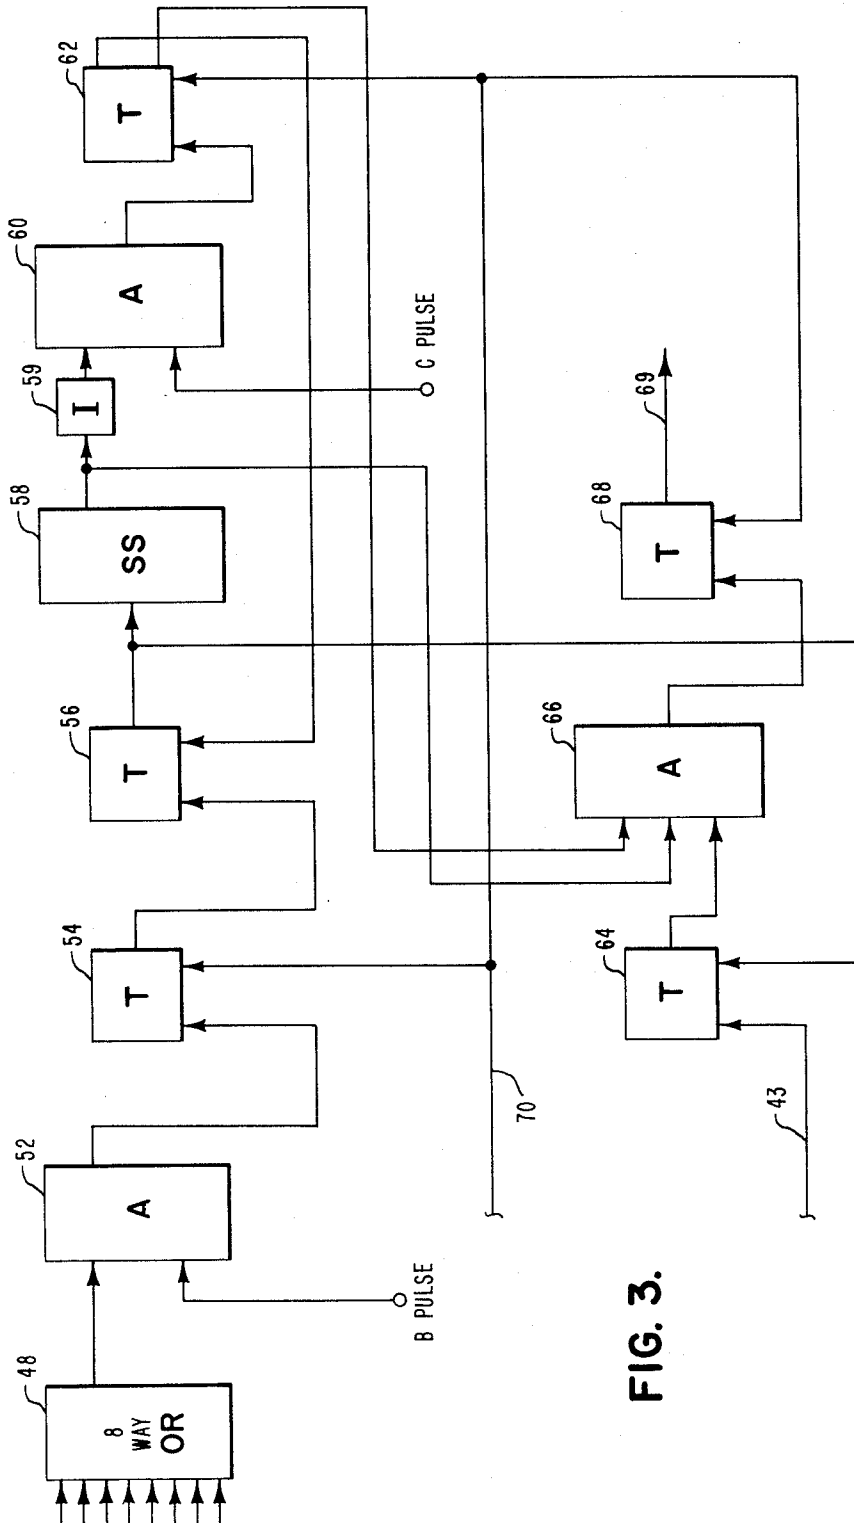 62
T
60
A
C PULSE
59
I
58
SS
69
68
T
56
T
66
A
54
T
64
T
70
43
52
A
B PULSE
48
8
WAY
OR
FIG. 3.